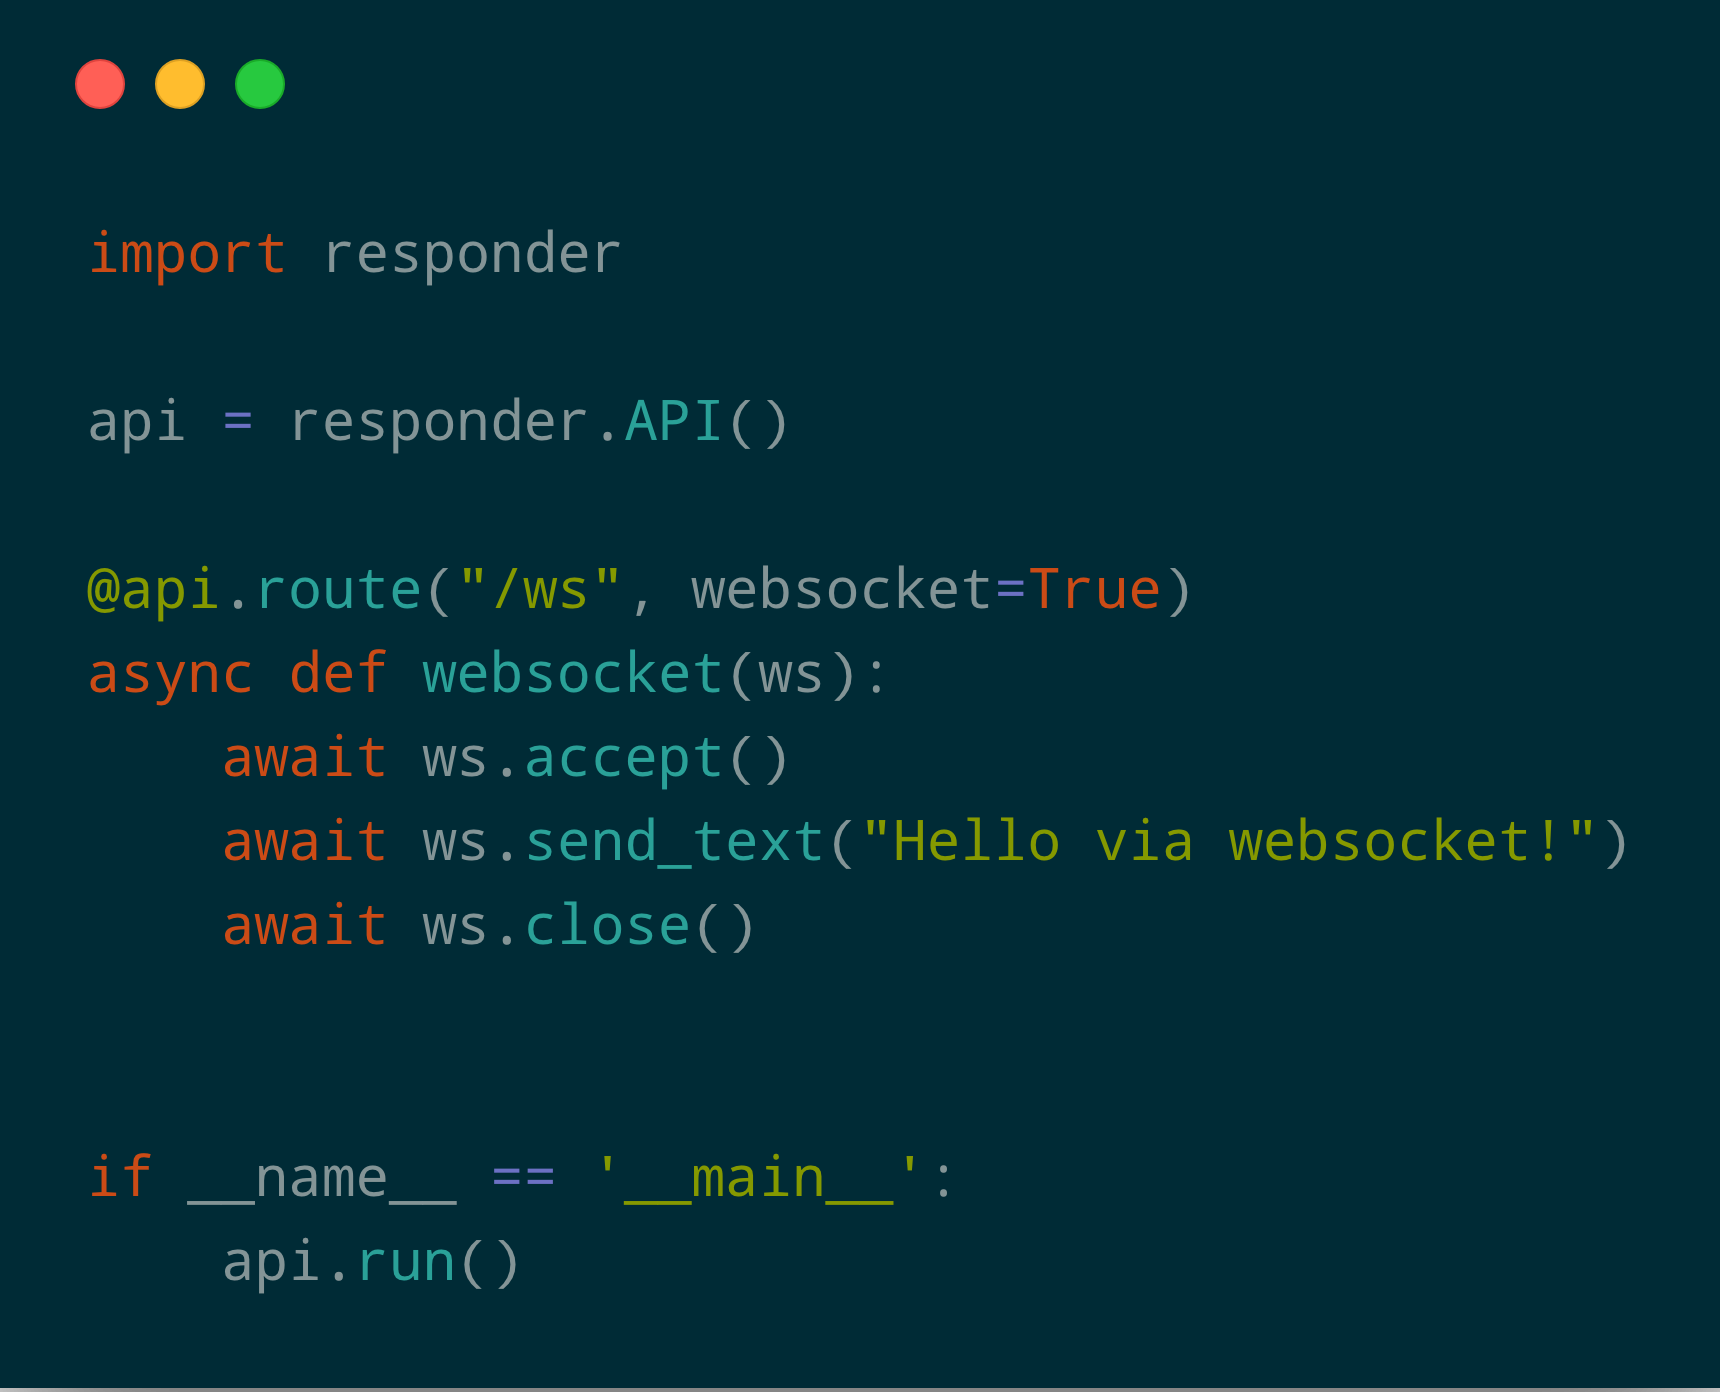 import responder

api = responder.API()

@api.route("/ws", websocket=True)
async def websocket(ws):
    await ws.accept()
    await ws.send_text("Hello via websocket!")
    await ws.close()


if __name__ == '__main__':
    api.run()